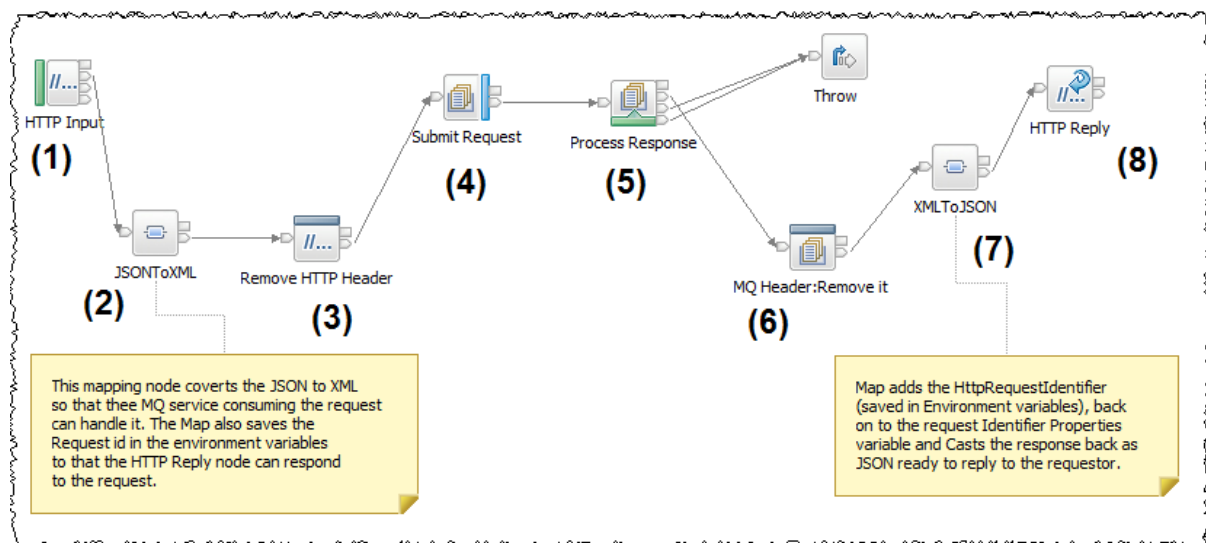 //...
HTTP Input
(1)
JSONToXML
(2)
//...
Remove HTTP Header
(3)
Submit Request
(4)
Process Response
(5)
Throw
MQ Header:Remove it
(6)
XMLToJSON
(7)
//...
HTTP Reply
(8)
This mapping node coverts the JSON to XML
so that thee MQ service consuming the request
can handle it. The Map also saves the
Request id in the environment variables
to that the HTTP Reply node can respond
to the request.
Map adds the HttpRequestIdentifier
(saved in Environment variables), back
on to the request Identifier Properties
variable and Casts the response back as
JSON ready to reply to the requestor.